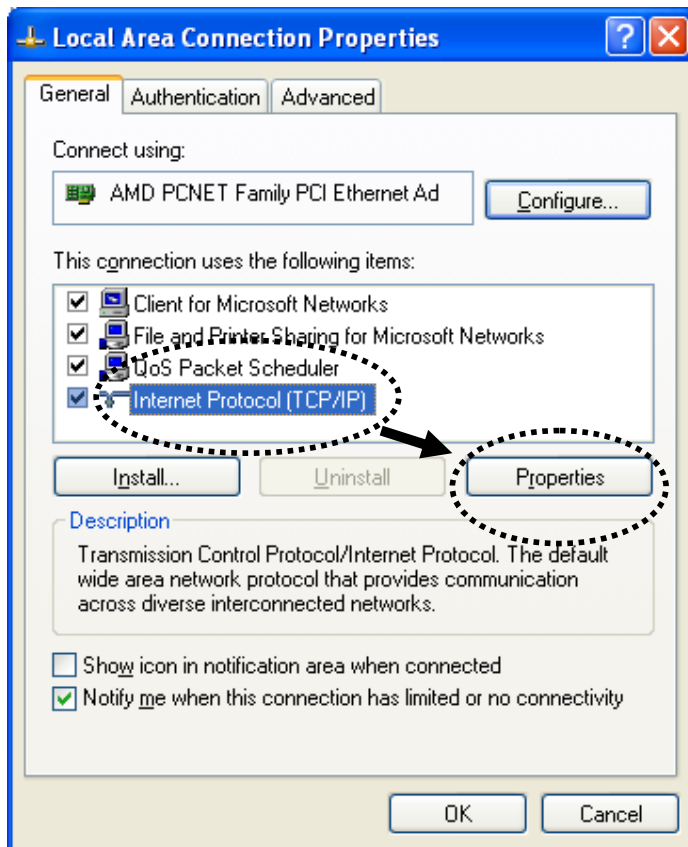 Local Area Connection Properties
General Authentication Advanced
Connect using:
AMD PCNET Family PCI Ethernet Ad Configure...
This connection uses the following items:
Client for Microsoft Networks
File and Printer Sharing for Microsoft Networks
QoS Packet Scheduler
Internet Protocol (TCP/IP)
Install... Uninstall Properties
Description
Transmission Control Protocol/Internet Protocol. The default
wide area network protocol that provides communication
across diverse interconnected networks.
Show icon in notification area when connected
Notify me when this connection has limited or no connectivity
OK Cancel